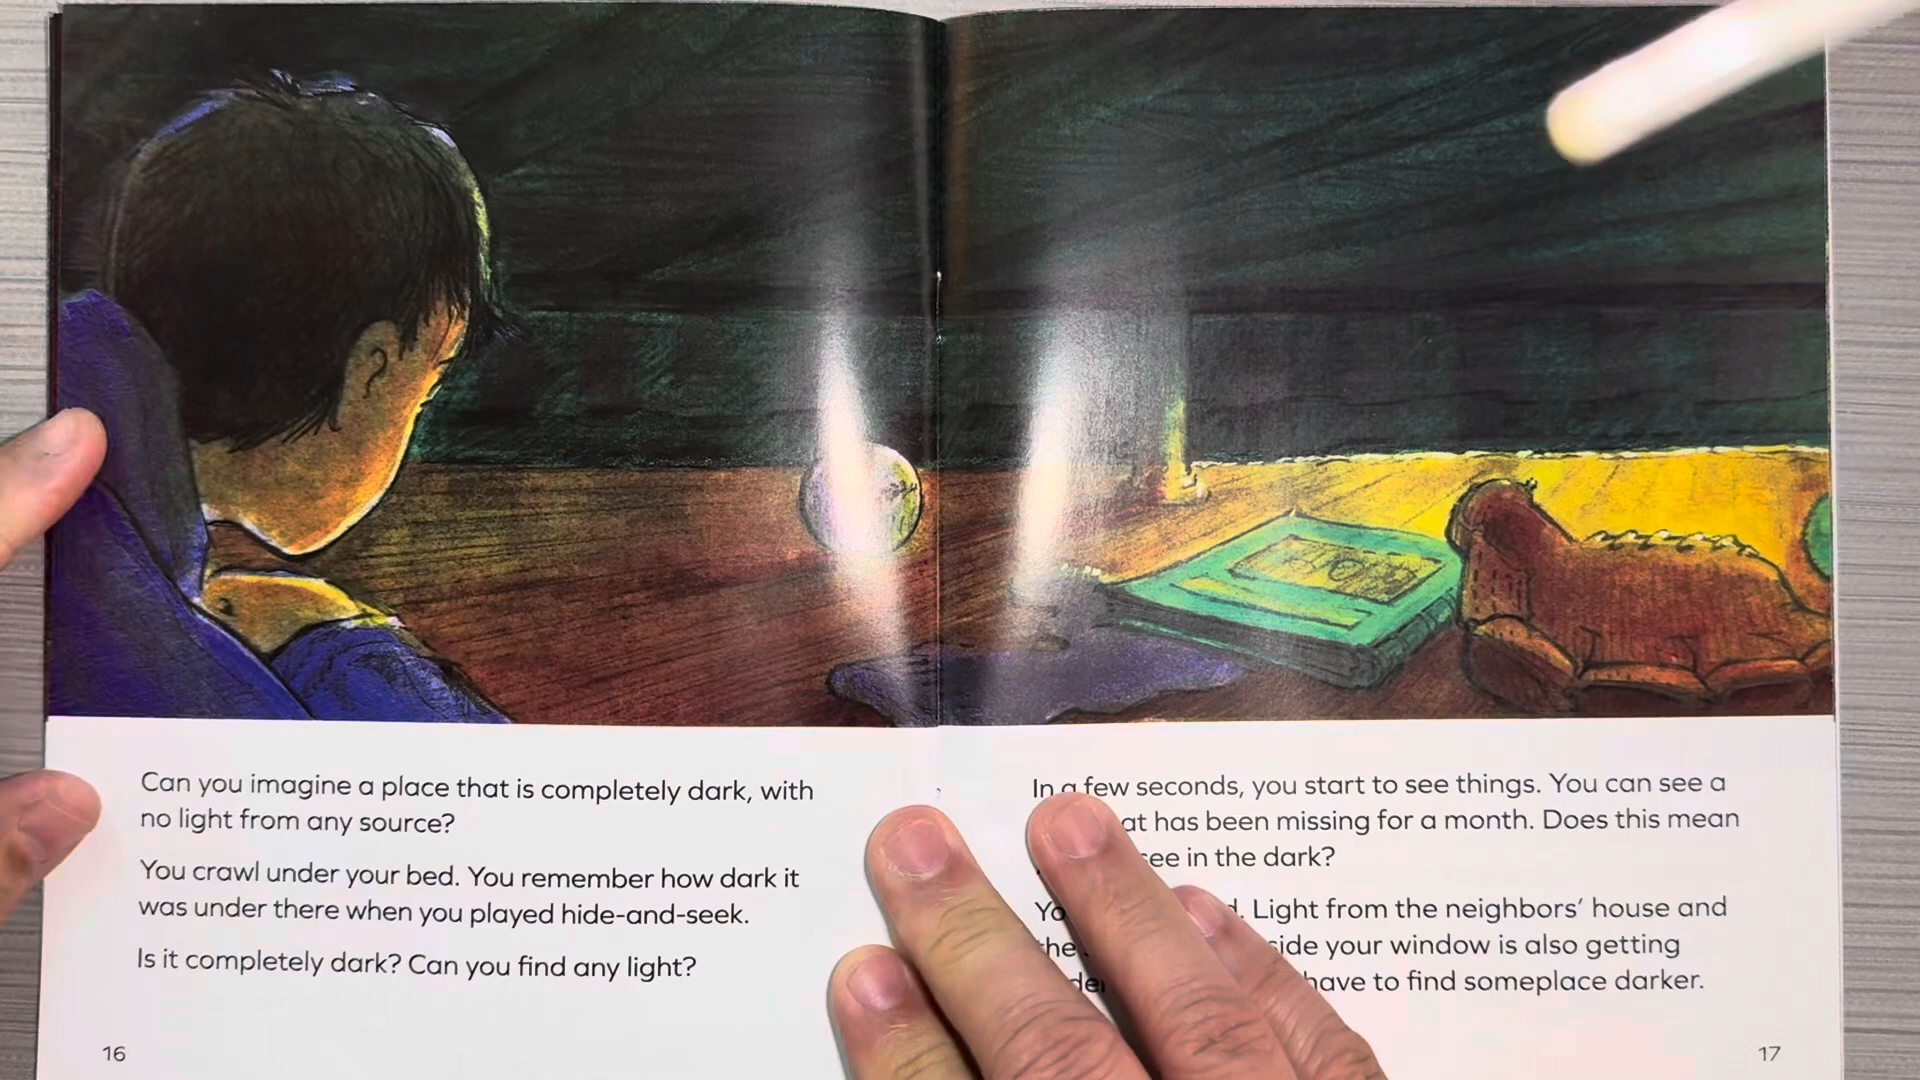 Can you imagine a place that is completely dark, with
no light from any source?
You crawl under your bed. You remember how dark it
was under there when you played hide-and-seek.
Is it completely dark? Can you find any light?
16
In a few seconds, you start to see things. You can see a
at has been missing for a month. Does this mean
see in the dark?
Light from the neighbors' house and
your window is also getting
have to find someplace darker.
17